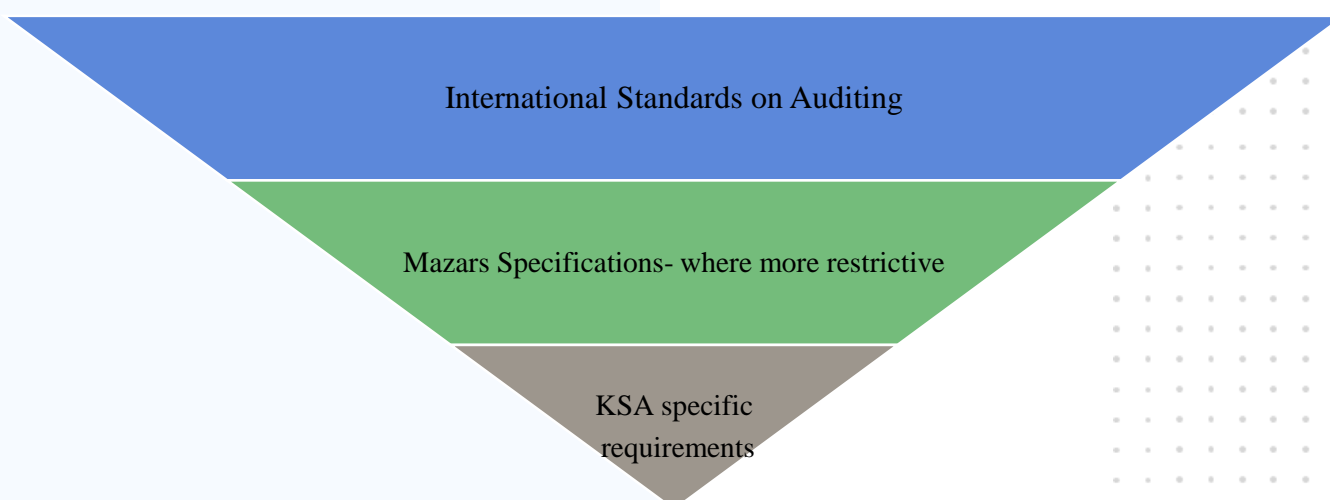 International Standards on Auditing
Mazars Specifications- where more restrictive
KSA specific
requirements